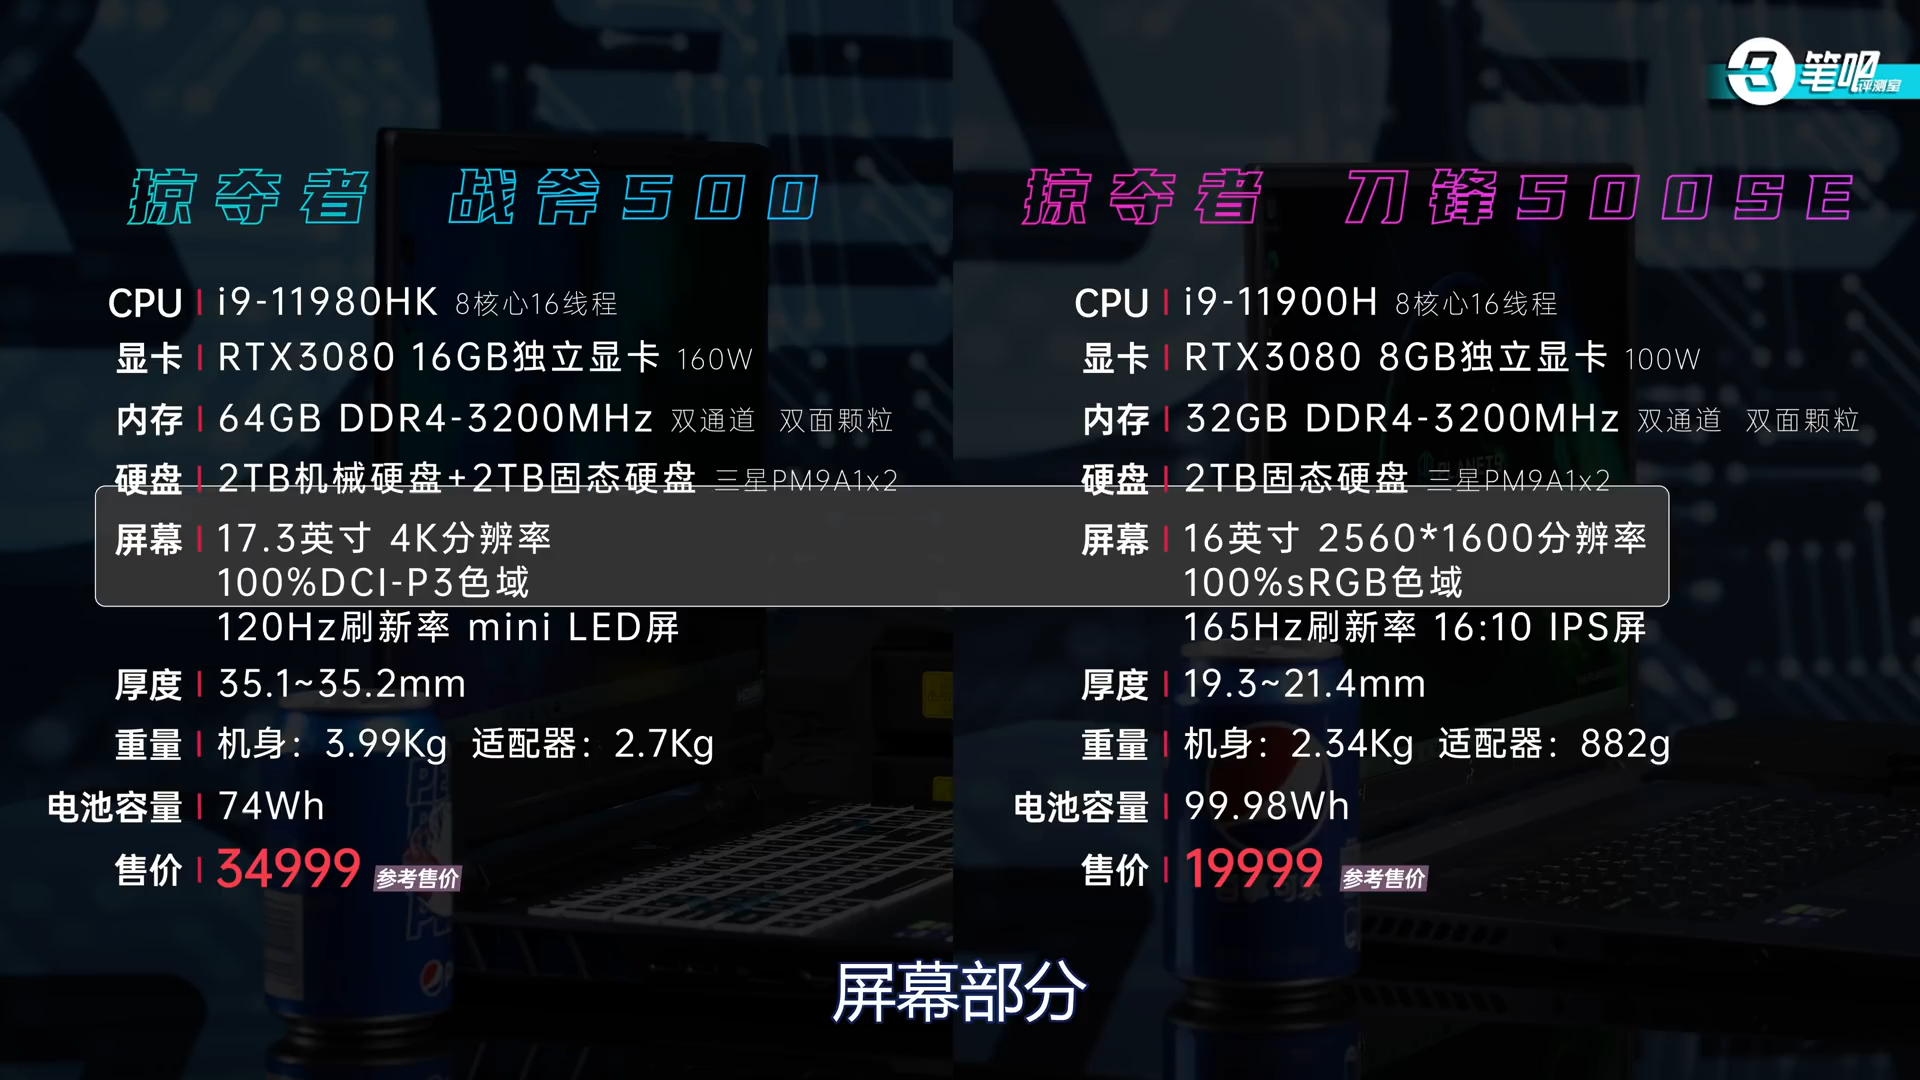 笔吧评测室
掠夺者 战斧500
CPU i9-11980HK 8核心16线程
显卡 RTX3080 16GB独立显卡 160W
内存 64GB DDR4-3200MHz 双通道 双面颗粒
硬盘 2TB机械硬盘+2TB固态硬盘 三星PM9A1x2
屏幕 17.3英寸 4K分辨率
100%DCI-P3色域
120Hz刷新率 mini LED屏
厚度 35.1~35.2mm
重量 机身：3.99Kg 适配器：2.7Kg
电池容量 74Wh
售价 34999 参考售价
掠夺者 刀锋500SE
CPU i9-11900H 8核心16线程
显卡 RTX3080 8GB独立显卡 100W
内存 32GB DDR4-3200MHz 双通道 双面颗粒
硬盘 2TB固态硬盘 三星PM9A1x2
屏幕 16英寸 2560*1600分辨率
100%sRGB色域
165Hz刷新率 16:10 IPS屏
厚度 19.3~21.4mm
重量 机身：2.34Kg 适配器：882g
电池容量 99.98Wh
售价 19999 参考售价
屏幕部分